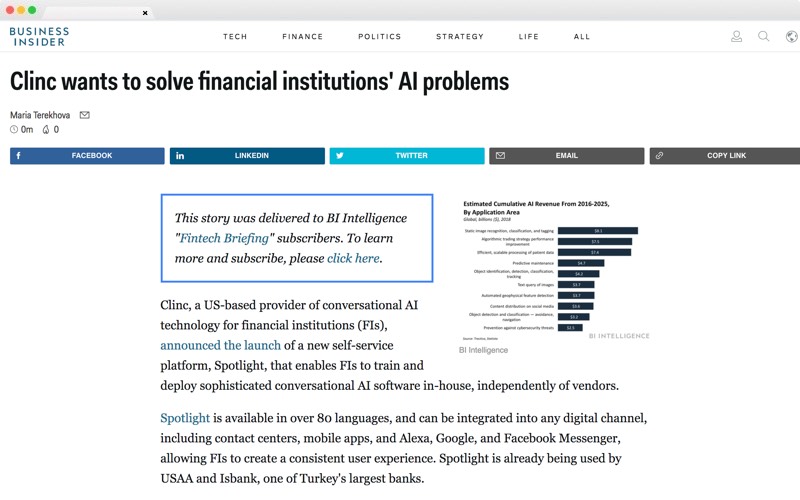 BUSINESS
INSIDER
TECH FINANCE POLITICS STRATEGY LIFE ALL
Clinc wants to solve financial institutions' AI problems
Maria Terekhova
0m 0
FACEBOOK LINKEDIN TWITTER EMAIL COPY LINK
This story was delivered to BI Intelligence
"Fintech Briefing" subscribers. To learn
more and subscribe, please click here.
Estimated Cumulative AI Revenue From 2016-2025,
By Application Area
Global, billions ($), 2016
Static image recognition, classification, and tagging $8.1
Algorithmic trading strategy performance
improvement $7.5
Efficient, scalable processing of patient data $7.4
Predictive maintenance $4.7
Object identification, detection, classification,
tracking $4.2
Text query of images $3.7
Automated geophysical feature detection $3.7
Content distribution on social media $3.6
Object detection and classification — avoidance,
navigation $3.2
Prevention against cybersecurity threats $2.5
Source: Tractica, Deloitte
BI INTELLIGENCE
BI Intelligence
Clinc, a US-based provider of conversational AI
technology for financial institutions (FIs),
announced the launch of a new self-service
platform, Spotlight, that enables FIs to train and
deploy sophisticated conversational AI software in-house, independently of vendors.
Spotlight is available in over 80 languages, and can be integrated into any digital channel,
including contact centers, mobile apps, and Alexa, Google, and Facebook Messenger,
allowing FIs to create a consistent user experience. Spotlight is already being used by
USAA and Isbank, one of Turkey's largest banks.